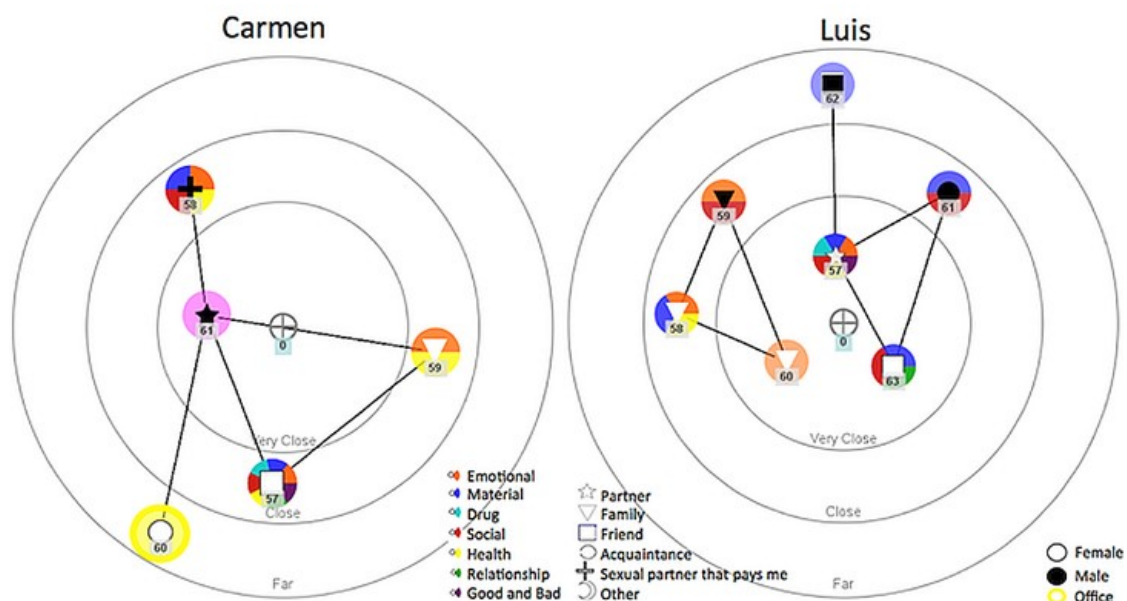 Carmen
Luis
58
61
0
59
57
60
Very Close
Close
Far
62
59
61
57
58
0
60
63
Very Close
Close
Far
Emotional
Material
Drug
Social
Health
Relationship
Good and Bad
Partner
Family
Friend
Acquaintance
Sexual partner that pays me
Other
Female
Male
Office